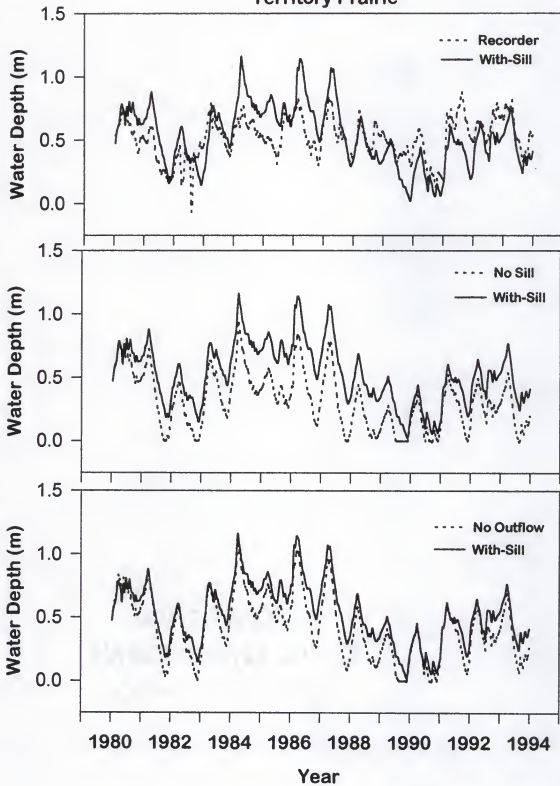 Territory Prairie
1.5
1.0
0.5
0.0
Water Depth (m)
Recorder
With-Sill
1.5
1.0
0.5
0.0
Water Depth (m)
No Sill
With-Sill
1.5
1.0
0.5
0.0
Water Depth (m)
No Outflow
With-Sill
1980 1982 1984 1986 1988 1990 1992 1994
Year